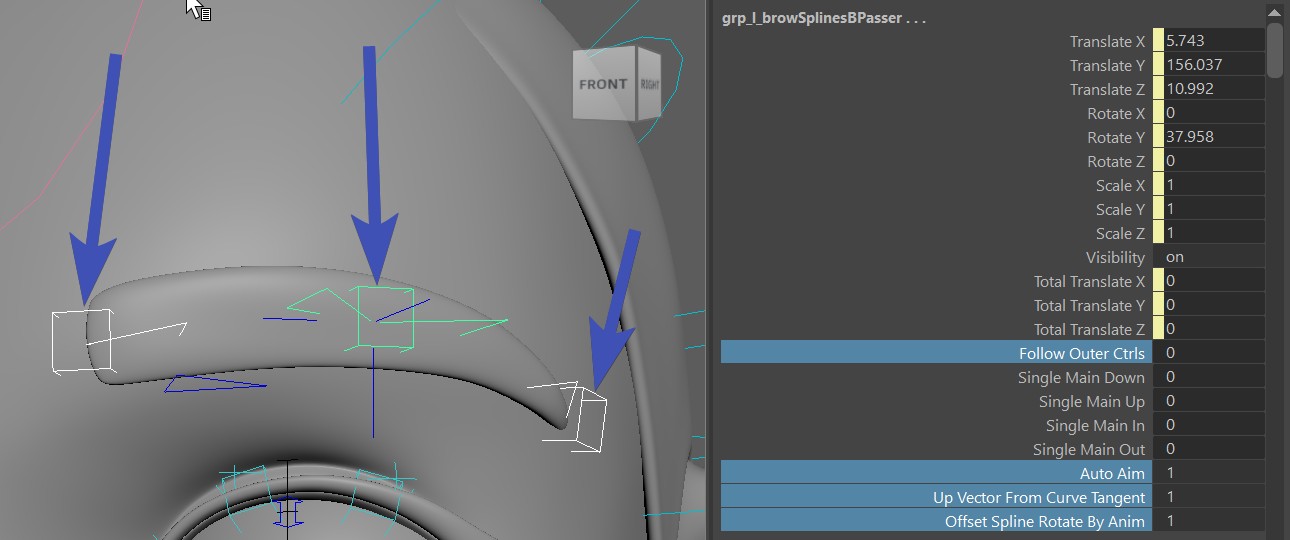 FRONT
RIGHT
grp_l_browSplinesBPasser . . .
Translate X 5.743
Translate Y 156.037
Translate Z 10.992
Rotate X 0
Rotate Y 37.958
Rotate Z 0
Scale X 1
Scale Y 1
Scale Z 1
Visibility on
Total Translate X 0
Total Translate Y 0
Total Translate Z 0
Follow Outer Ctrls 0
Single Main Down 0
Single Main Up 0
Single Main In 0
Single Main Out 0
Auto Aim 1
Up Vector From Curve Tangent 1
Offset Spline Rotate By Anim 1